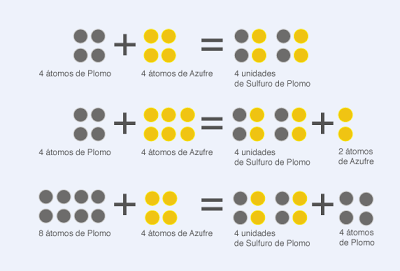 4 átomos de Plomo
4 átomos de Azufre
4 unidades
de Sulfuro de Plomo
4 átomos de Plomo
4 átomos de Azufre
4 unidades
de Sulfuro de Plomo
2 átomos
de Azufre
8 átomos de Plomo
4 átomos de Azufre
4 unidades
de Sulfuro de Plomo
4 átomos
de Plomo